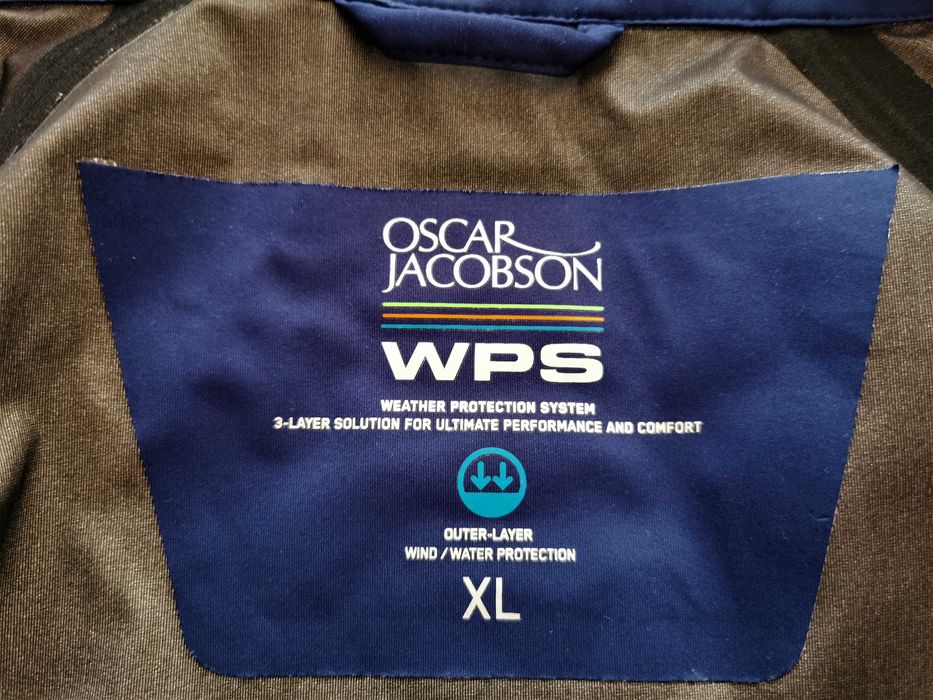 OSCAR
JACOBSON
WPS
WEATHER PROTECTION SYSTEM
3-LAYER SOLUTION FOR ULTIMATE PERFORMANCE AND COMFORT
OUTER-LAYER
WIND / WATER PROTECTION
XL